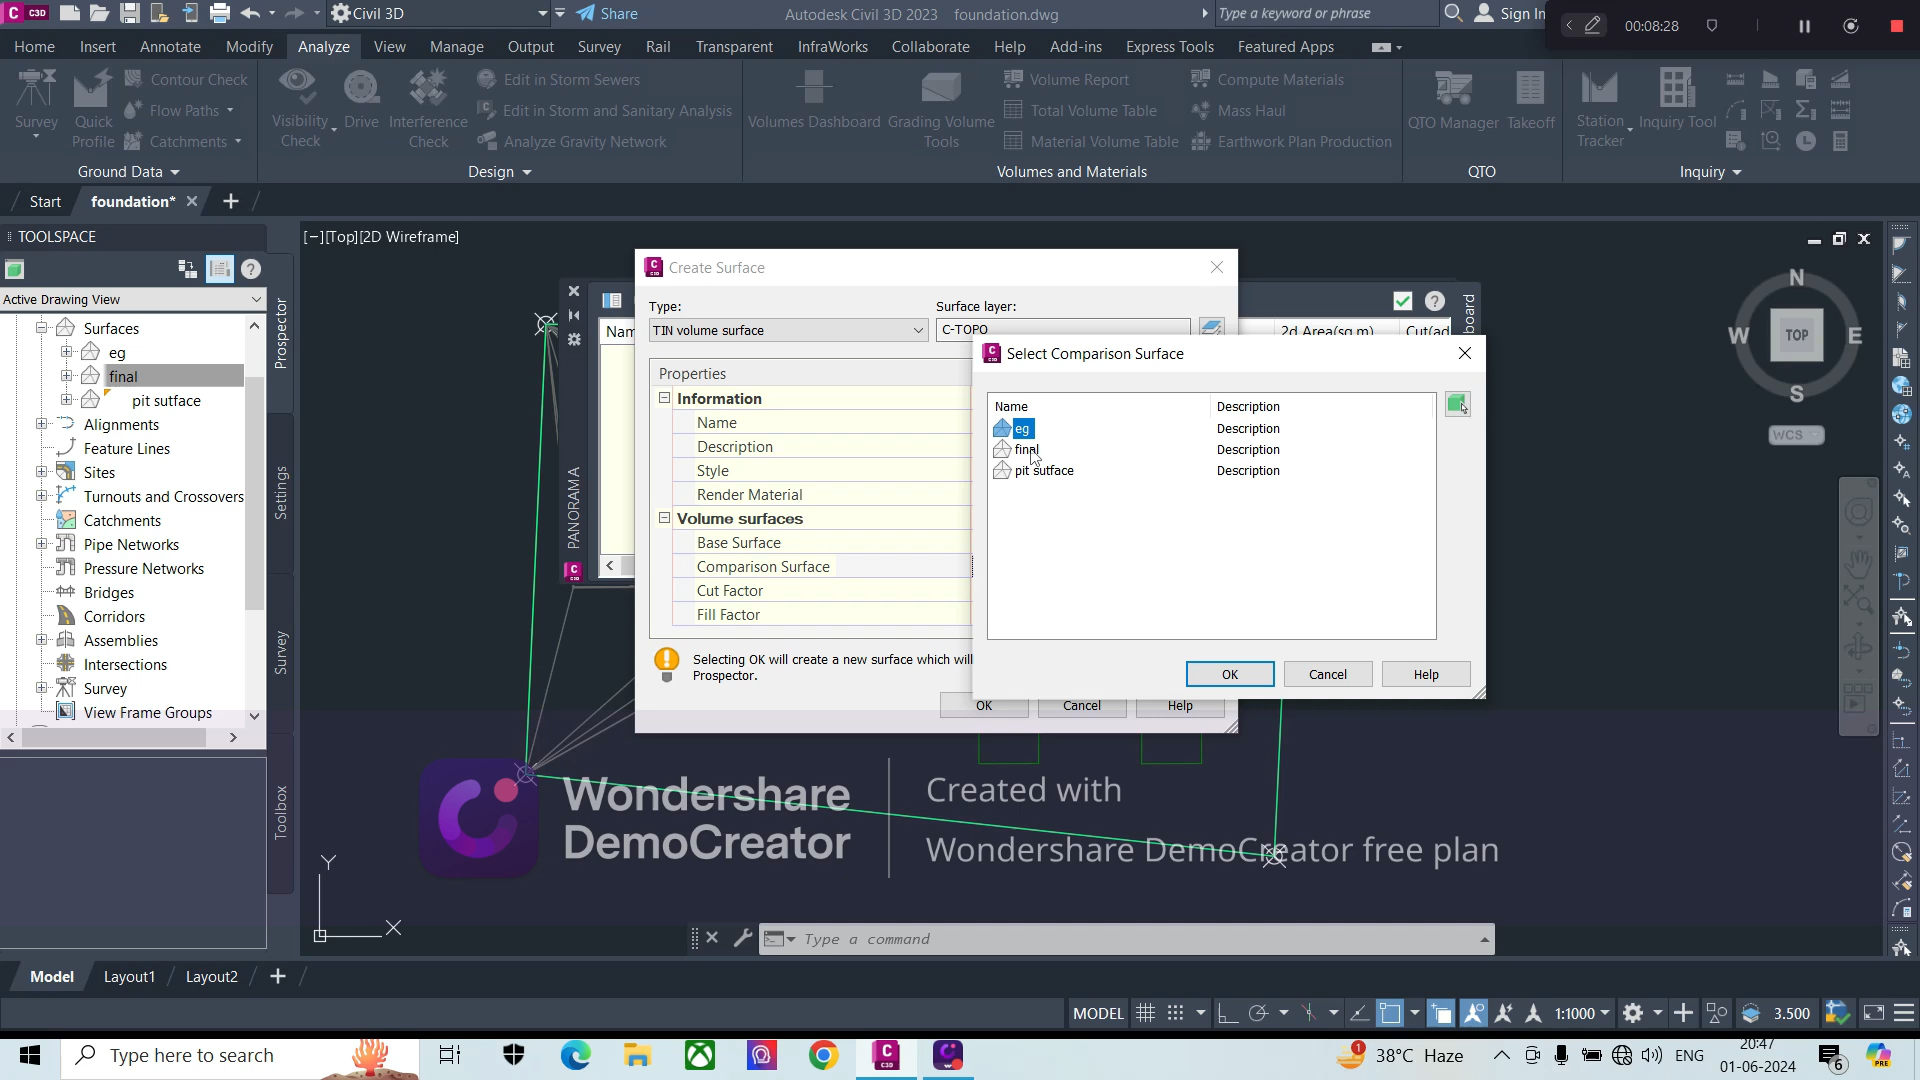 C3D
Civil 3D
Share
Autodesk Civil 3D 2023 foundation.dwg
Type a keyword or phrase
Sign In
00:08:28
Home Insert Annotate Modify Analyze View Manage Output Survey Rail Transparent InfraWorks Collaborate Help Add-ins Express Tools Featured Apps
Survey
Quick Profile
Contour Check
Flow Paths
Catchments
Visibility Check
Drive
Interference Check
Edit in Storm Sewers
Edit in Storm and Sanitary Analysis
Analyze Gravity Network
Volumes Dashboard
Grading Volume Tools
Volume Report
Total Volume Table
Material Volume Table
Compute Materials
Mass Haul
Earthwork Plan Production
QTO Manager
Takeoff
Station Tracker
Inquiry Tool
Ground Data
Design
Volumes and Materials
QTO
Inquiry
Start
foundation*
TOOLSPACE
Active Drawing View
Surfaces
eg
final
pit sutface
Alignments
Feature Lines
Sites
Turnouts and Crossovers
Catchments
Pipe Networks
Pressure Networks
Bridges
Corridors
Assemblies
Intersections
Survey
View Frame Groups
Prospector
Settings
Survey
Toolbox
[−][Top][2D Wireframe]
N
W
TOP
E
S
WCS
PANORAMA
Nam
2d Area(sq.m)
Cut(ad
board
Create Surface
Type:
Surface layer:
TIN volume surface
C-TOPO
Properties
Information
Name
Description
Style
Render Material
Volume surfaces
Base Surface
Comparison Surface
Cut Factor
Fill Factor
Selecting OK will create a new surface which will
Prospector.
OK
Cancel
Help
Select Comparison Surface
Name Description
eg Description
final Description
pit sutface Description
OK
Cancel
Help
Wondershare
DemoCreator
Created with
Wondershare DemoCreator free plan
Y
X
Type a command
Model
Layout1
Layout2
MODEL
1:1000
3.500
Type here to search
38°C Haze
ENG
20:47
01-06-2024
6